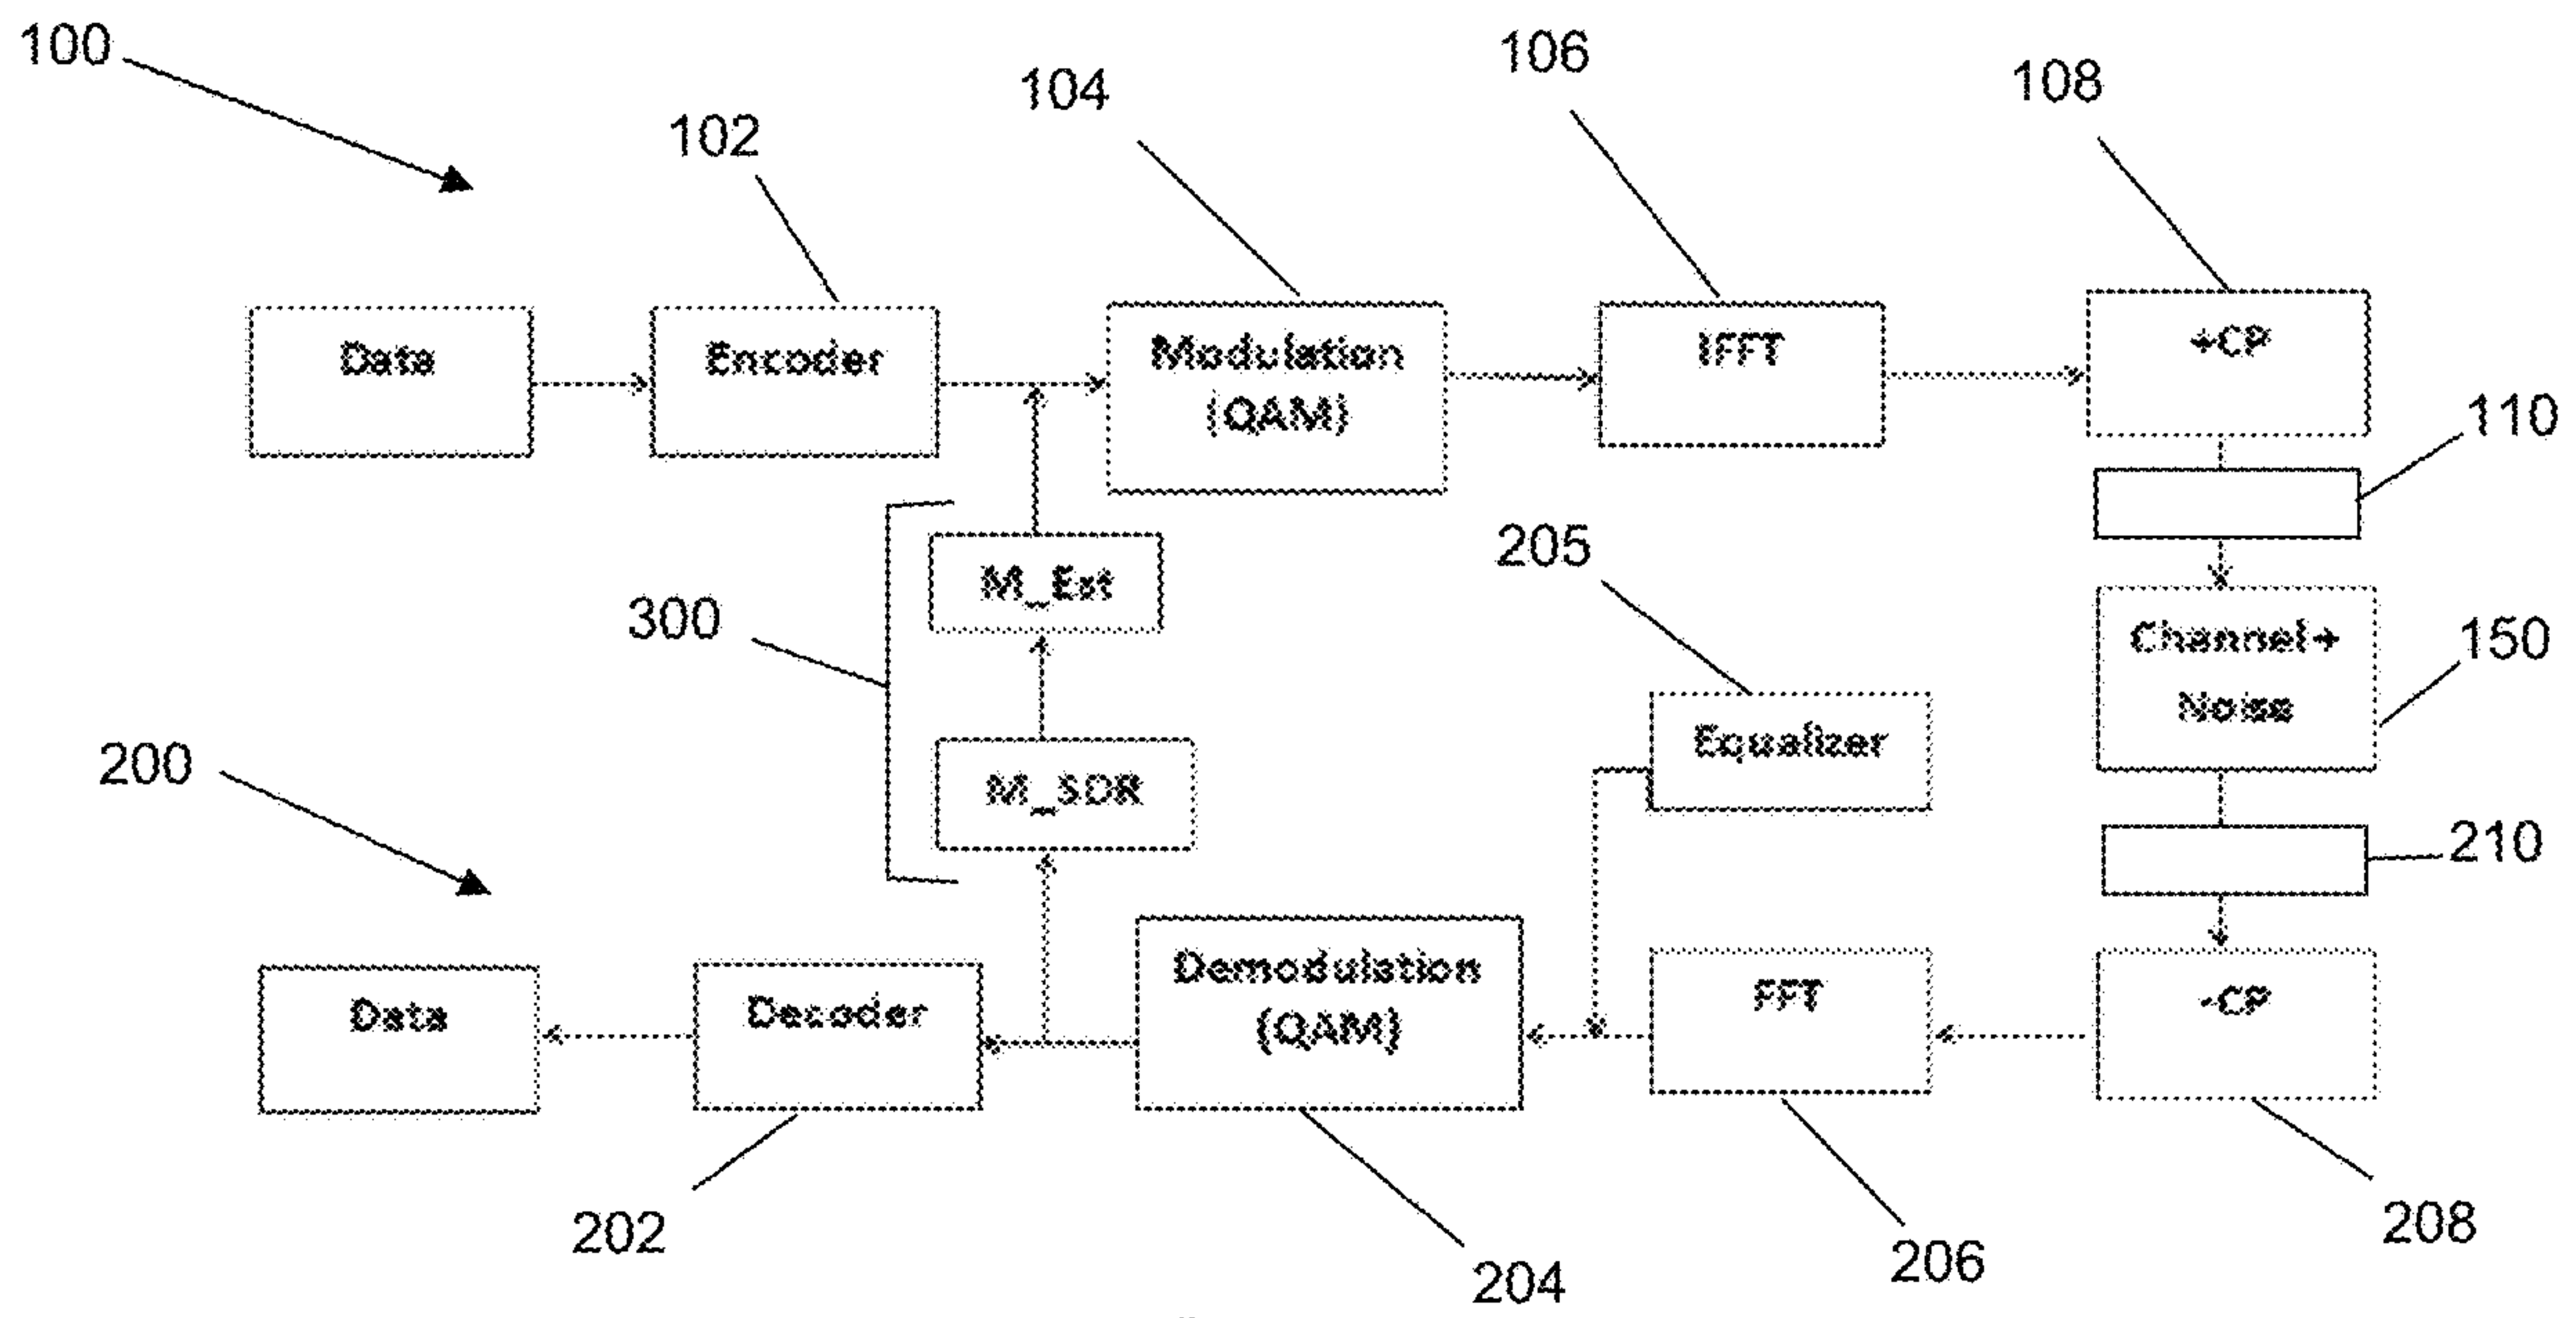 100
102
104
106
108
Data
Encoder
Modulation
(QAM)
IFFT
+CP
110
M_Ext
300
205
Channel+
Noise
150
Equalizer
M_SDR
200
210
Data
Decoder
Demodulation
(QAM)
FFT
-CP
202
204
206
208